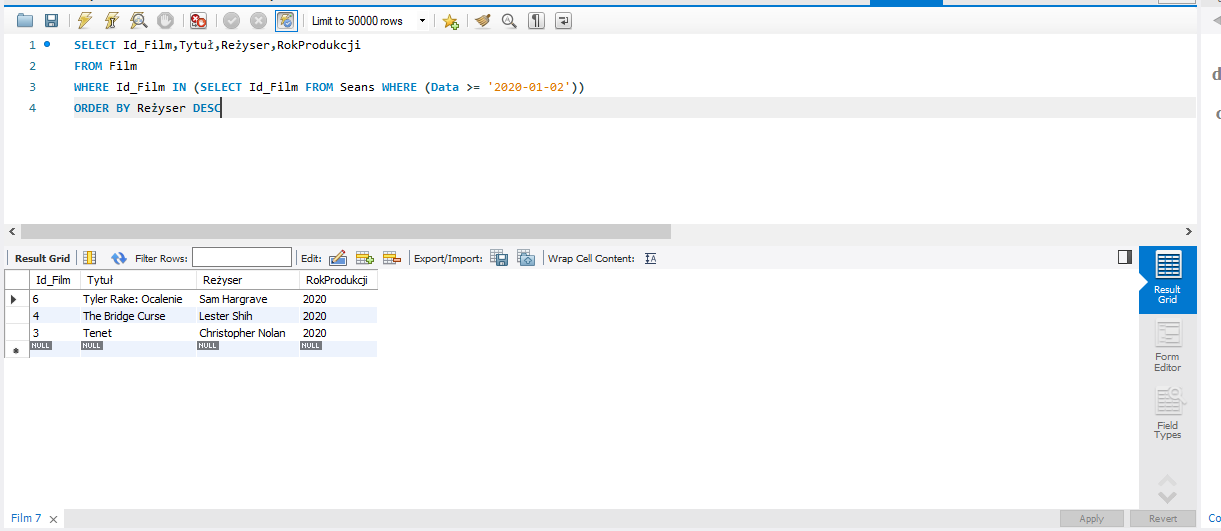 Limit to 50000 rows
1 SELECT Id_Film,Tytuł,Reżyser,RokProdukcji
2 FROM Film
3 WHERE Id_Film IN (SELECT Id_Film FROM Seans WHERE (Data >= '2020-01-02'))
4 ORDER BY Reżyser DESC
Result Grid Filter Rows: Edit: Export/Import: Wrap Cell Content: IA
Id_Film Tytuł Reżyser RokProdukcji
6 Tyler Rake: Ocalenie Sam Hargrave 2020
4 The Bridge Curse Lester Shih 2020
3 Tenet Christopher Nolan 2020
NULL NULL NULL NULL
Result
Grid
Form
Editor
Field
Types
Film 7 Apply Revert Co
d